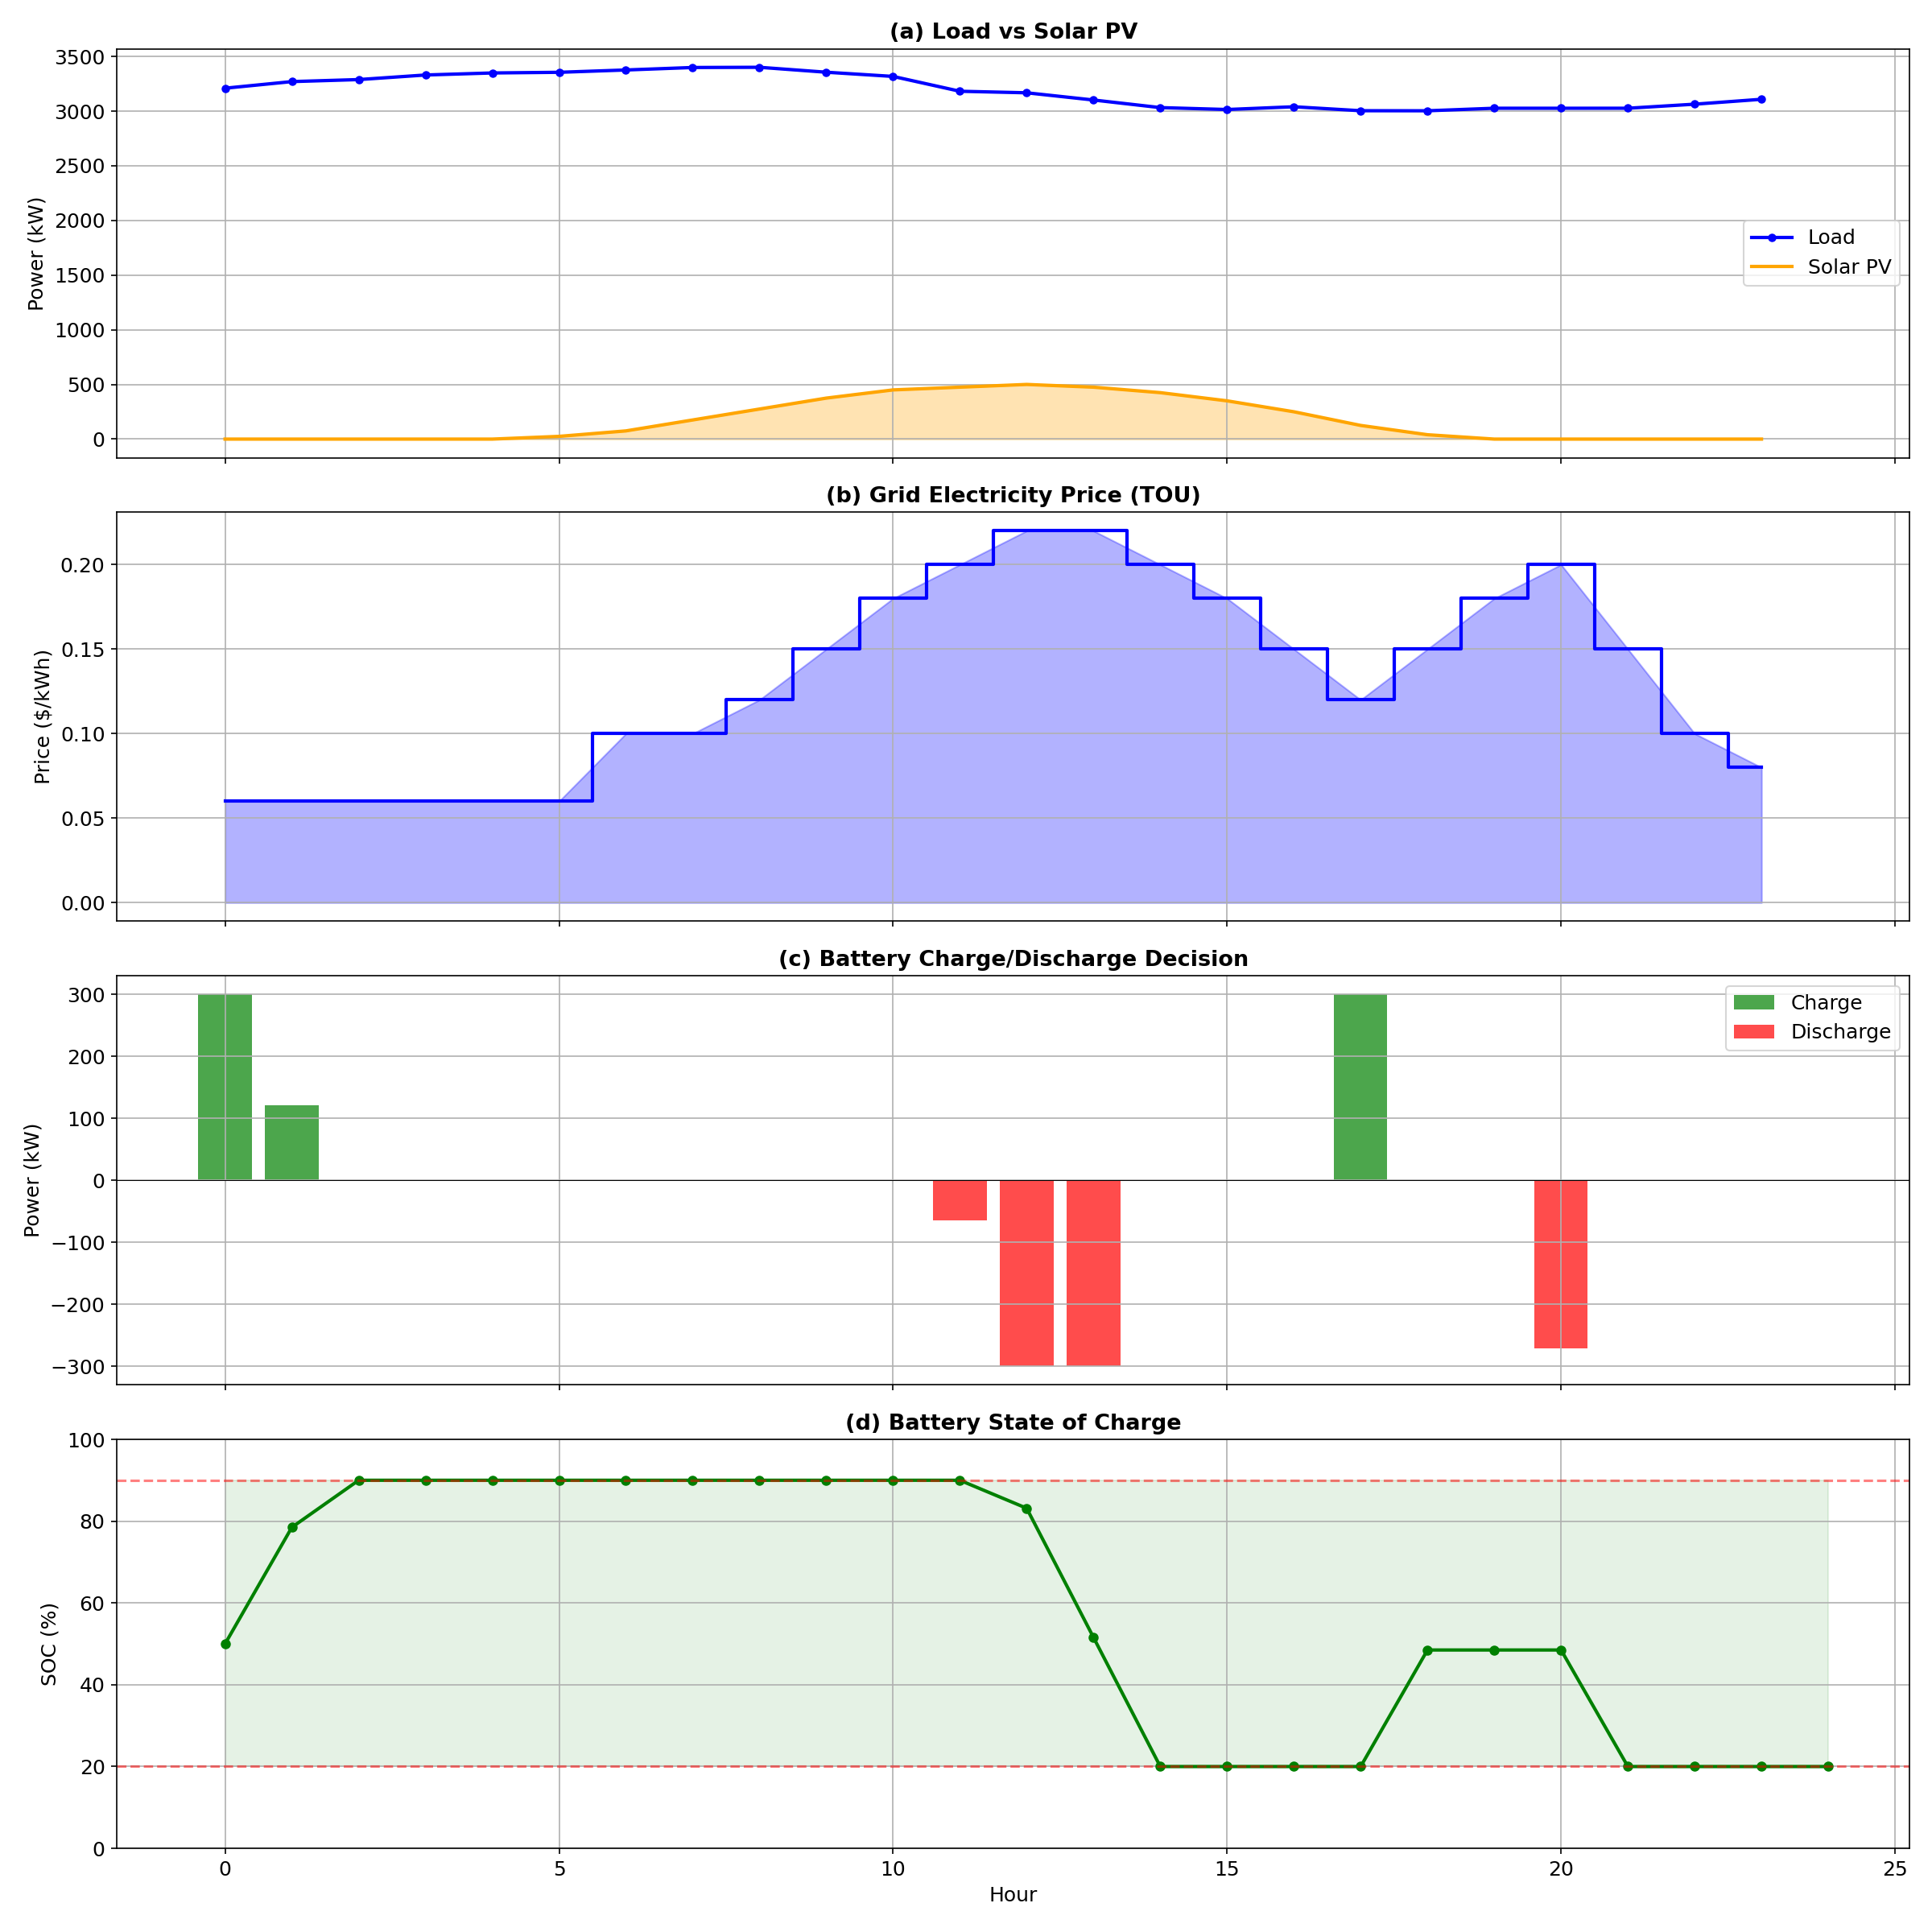 (a) Load vs Solar PV
3500
3000
2500
2000
1500
1000
500
0
Power (kW)
Load
Solar PV
(b) Grid Electricity Price (TOU)
0.20
0.15
0.10
0.05
0.00
Price ($/kWh)
(c) Battery Charge/Discharge Decision
300
200
100
0
−100
−200
−300
Power (kW)
Charge
Discharge
(d) Battery State of Charge
100
80
60
40
20
0
SOC (%)
0 5 10 15 20 25
Hour